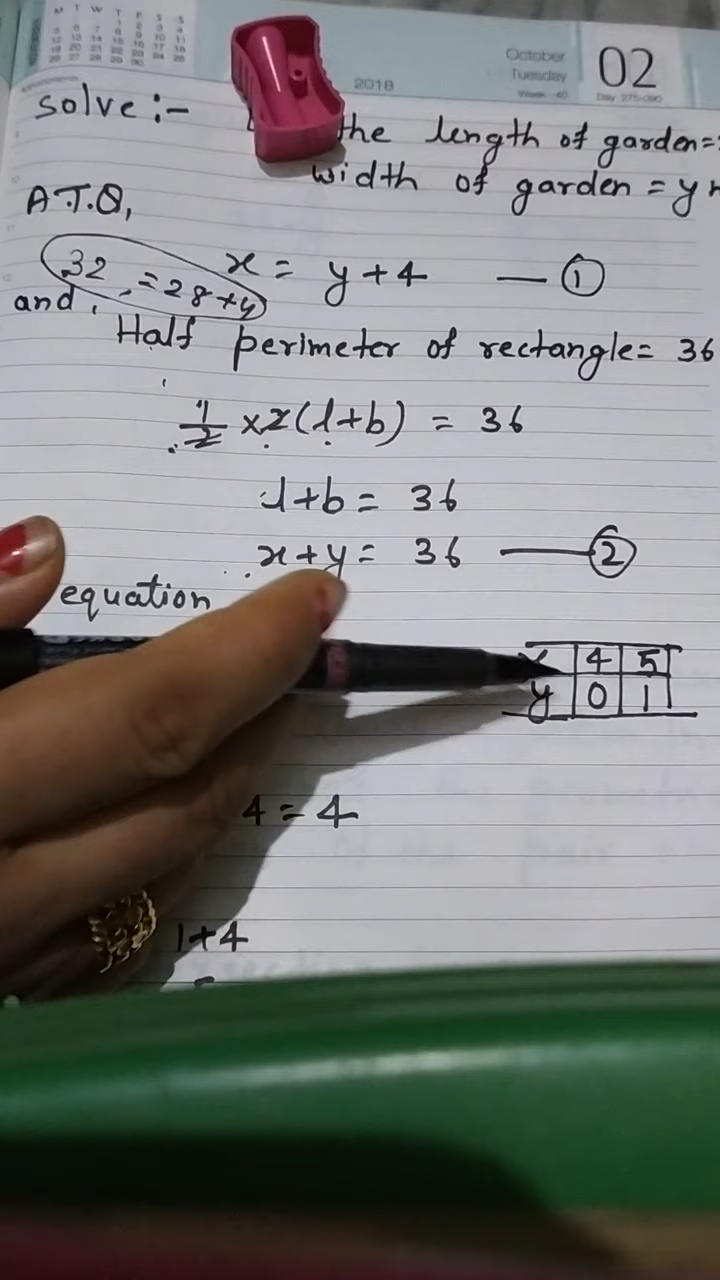 M T W T F S S
October
Tuesday
02
2018
Solve :-
the length of garden=
width of garden = y
A.T.Q,
x = y+4 — ①
32 = 28+4
and,
Half perimeter of rectangle= 36
1/2 ×2(l+b) = 36
l+b = 36
x+y = 36 — ②
equation
4 5
y 0 1
4 = 4
1+4